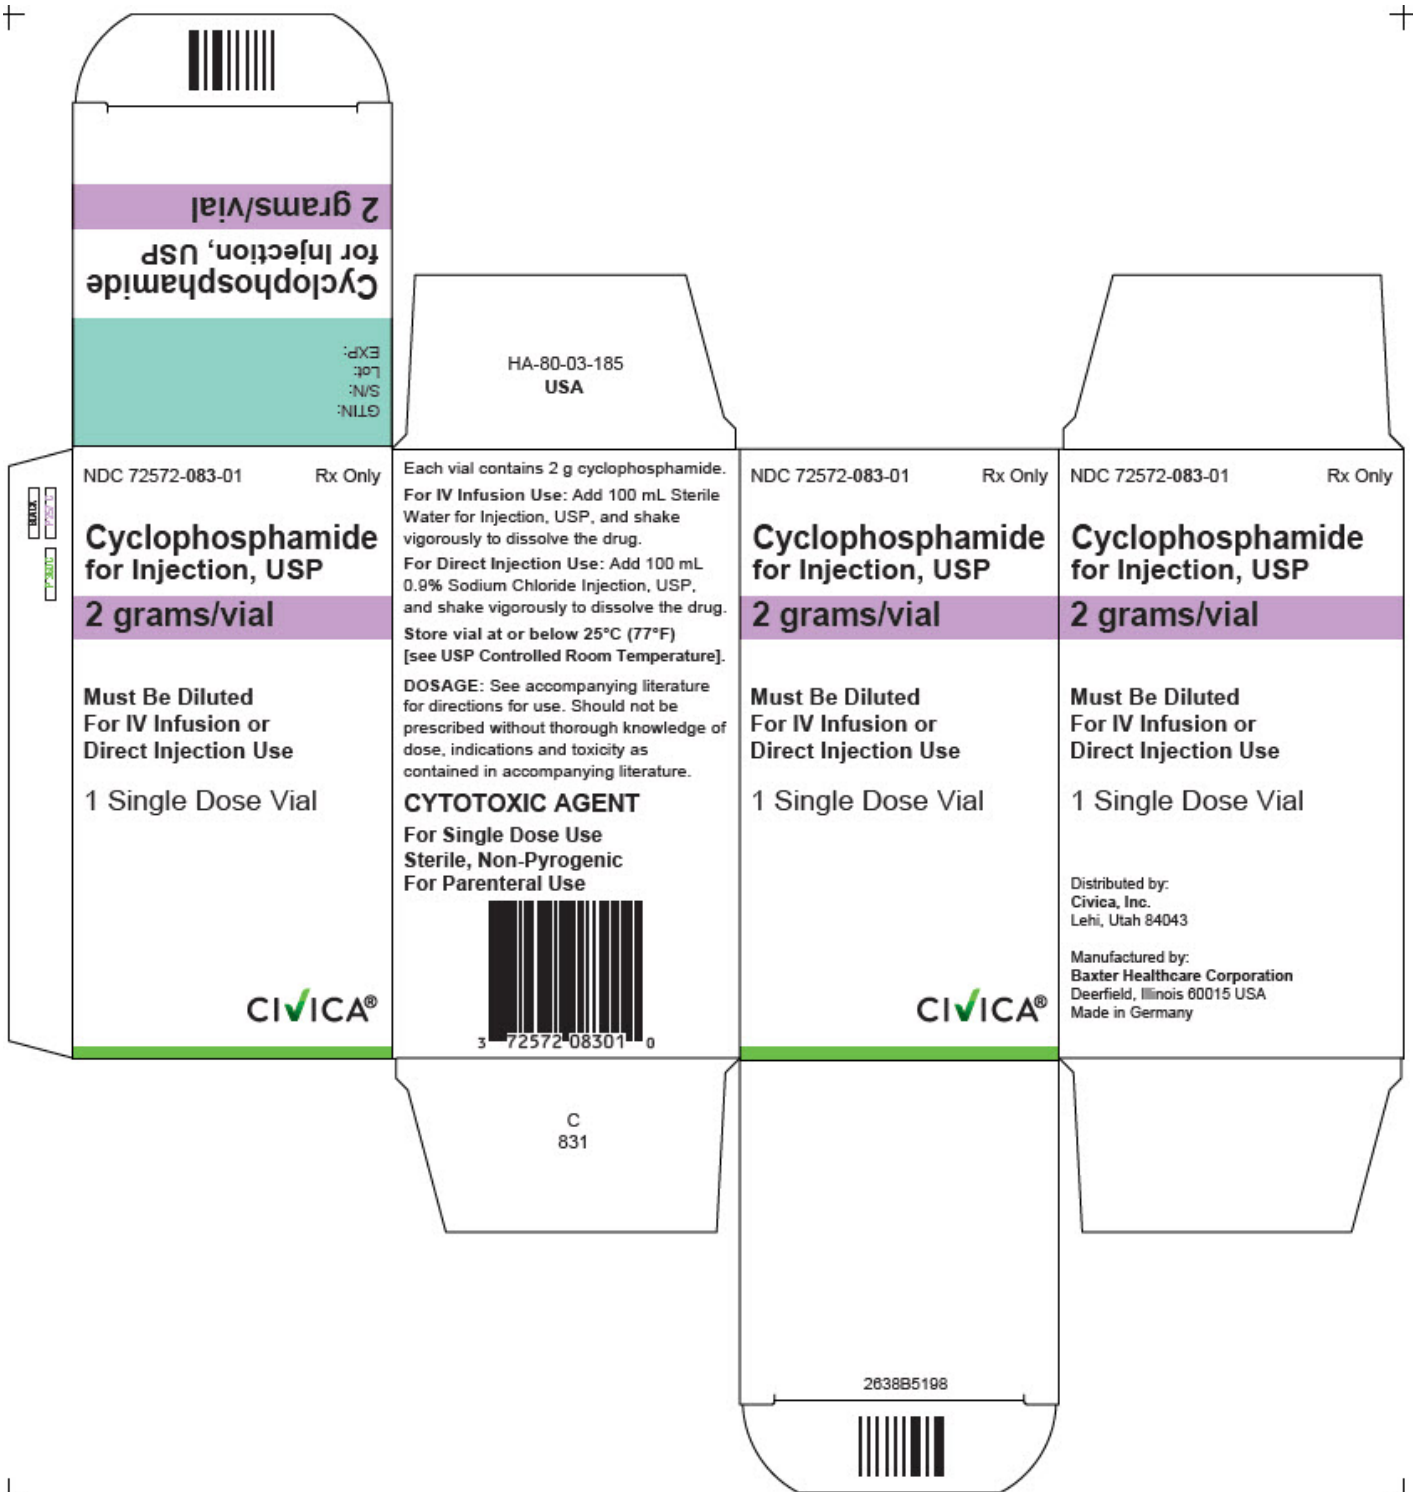 2 grams/vial
Cyclophosphamide
for Injection, USP
GTIN:
S/N:
Lot:
EXP:
HA-80-03-185
USA
BLACK
NDC 72572-083-01 Rx Only
Cyclophosphamide
for Injection, USP
2 grams/vial
Must Be Diluted
For IV Infusion or
Direct Injection Use
1 Single Dose Vial
CIVICA®
Each vial contains 2 g cyclophosphamide.
For IV Infusion Use: Add 100 mL Sterile
Water for Injection, USP, and shake
vigorously to dissolve the drug.
For Direct Injection Use: Add 100 mL
0.9% Sodium Chloride Injection, USP,
and shake vigorously to dissolve the drug.
Store vial at or below 25°C (77°F)
[see USP Controlled Room Temperature].
DOSAGE: See accompanying literature
for directions for use. Should not be
prescribed without thorough knowledge of
dose, indications and toxicity as
contained in accompanying literature.
CYTOTOXIC AGENT
For Single Dose Use
Sterile, Non-Pyrogenic
For Parenteral Use
3 72572 08301 0
C
831
NDC 72572-083-01 Rx Only
Cyclophosphamide
for Injection, USP
2 grams/vial
Must Be Diluted
For IV Infusion or
Direct Injection Use
1 Single Dose Vial
CIVICA®
NDC 72572-083-01 Rx Only
Cyclophosphamide
for Injection, USP
2 grams/vial
Must Be Diluted
For IV Infusion or
Direct Injection Use
1 Single Dose Vial
Distributed by:
Civica, Inc.
Lehi, Utah 84043
Manufactured by:
Baxter Healthcare Corporation
Deerfield, Illinois 60015 USA
Made in Germany
2638B5198